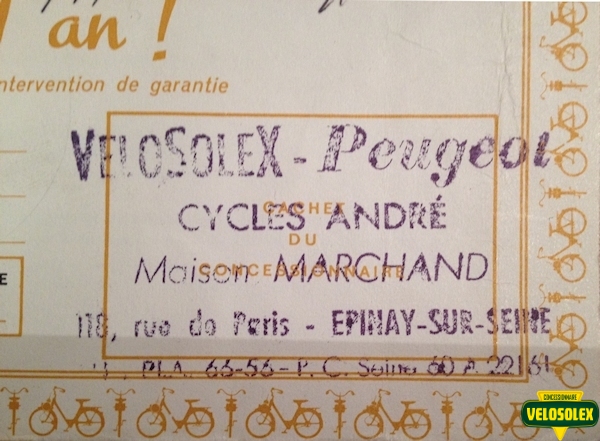 an !
intervention de garantie
VELOSOLEX - Peugeot
CACHET
CYCLES ANDRÉ
DU
Maison MARCHAND
CONCESSIONNAIRE
118, rue de Paris - EPINAY-SUR-SEINE
PLA. 66-56 - R. C. Seine 60 A 22161
CONCESSIONNAIRE
VELOSOLEX